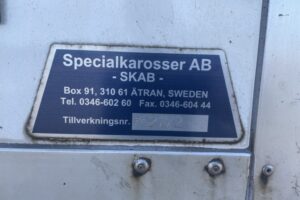 Specialkarosser AB
- SKAB -
Box 91, 310 61 ÄTRAN, SWEDEN
Tel. 0346-602 60 Fax. 0346-604 44
Tillverkningsnr.